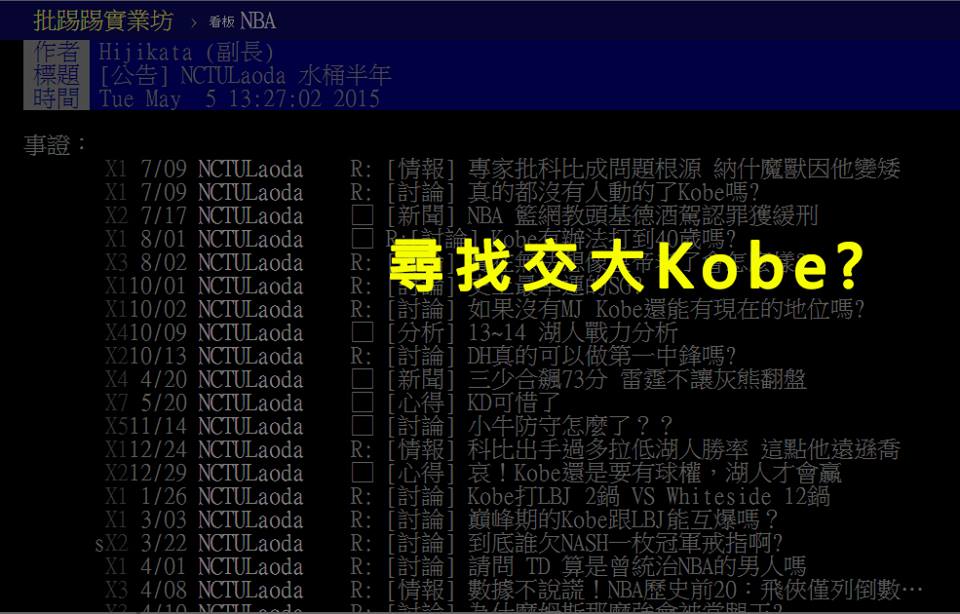 批踢踢實業坊 › 看板 NBA
作者 Hijikata (副長)
標題 [公告] NCTULaoda 水桶半年
時間 Tue May 5 13:27:02 2015
事證：
X1 7/09 NCTULaoda R: [情報] 專家批科比成問題根源 納什魔獸因他變矮
X1 7/09 NCTULaoda R: [討論] 真的都沒有人動的了Kobe嗎?
X2 7/17 NCTULaoda □ [新聞] NBA 籃網教頭基德酒駕認罪獲緩刑
X1 8/01 NCTULaoda □ R:[討論] Kobe有辦法打到40歲嗎?
X3 8/02 NCTULaoda
尋找交大Kobe?
X110/01 NCTULaoda R: [討論]
X110/02 NCTULaoda R: [討論] 如果沒有MJ Kobe還能有現在的地位嗎?
X410/09 NCTULaoda □ [分析] 13~14 湖人戰力分析
X210/13 NCTULaoda R: [討論] DH真的可以做第一中鋒嗎?
X4 4/20 NCTULaoda □ [新聞] 三少合飆73分 雷霆不讓灰熊翻盤
X7 5/20 NCTULaoda □ [心得] KD可惜了
X511/14 NCTULaoda □ [討論] 小牛防守怎麼了？？
X112/24 NCTULaoda R: [情報] 科比出手過多拉低湖人勝率 這點他遠遜喬
X212/29 NCTULaoda □ [心得] 哀！Kobe還是要有球權，湖人才會贏
X1 1/26 NCTULaoda R: [討論] Kobe打LBJ 2鍋 VS Whiteside 12鍋
X1 3/03 NCTULaoda R: [討論] 巔峰期的Kobe跟LBJ能互爆嗎？
sX2 3/22 NCTULaoda R: [討論] 到底誰欠NASH一枚冠軍戒指啊?
X1 4/01 NCTULaoda R: [討論] 請問 TD 算是曾統治NBA的男人嗎
X3 4/08 NCTULaoda R: [情報] 數據不說謊！NBA歷史前20：飛俠僅列倒數…